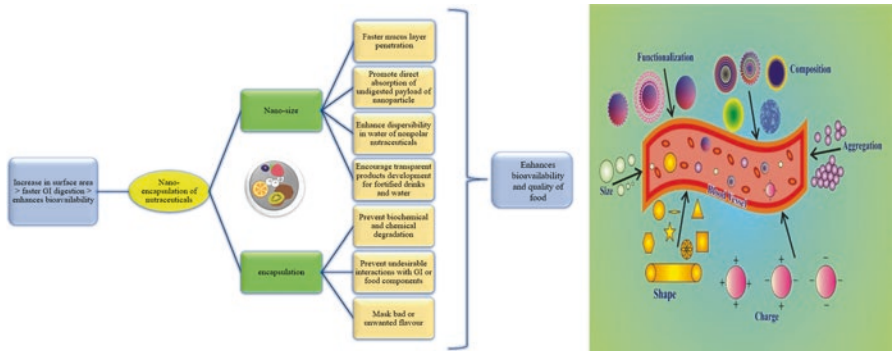 Increase in surface area
> faster GI digestion >
enhances bioavailability
Nano-
encapsulation of
nutraceuticals
Nano-size
encapsulation
Faster mucus layer
penetration
Promote direct
absorption of
undigested payload of
nanoparticle
Enhance dispersibility
in water of nonpolar
nutraceuticals
Encourage transparent
products development
for fortified drinks and
water
Prevent biochemical
and chemical
degradation
Prevent undesirable
interactions with GI or
food components
Mask bad or
unwanted flavour
Enhances
bioavailability
and quality of
food
Functionalization
Composition
Aggregation
Size
Shape
Charge
+
+
+
+
+
+
−
−
−
−
−
−